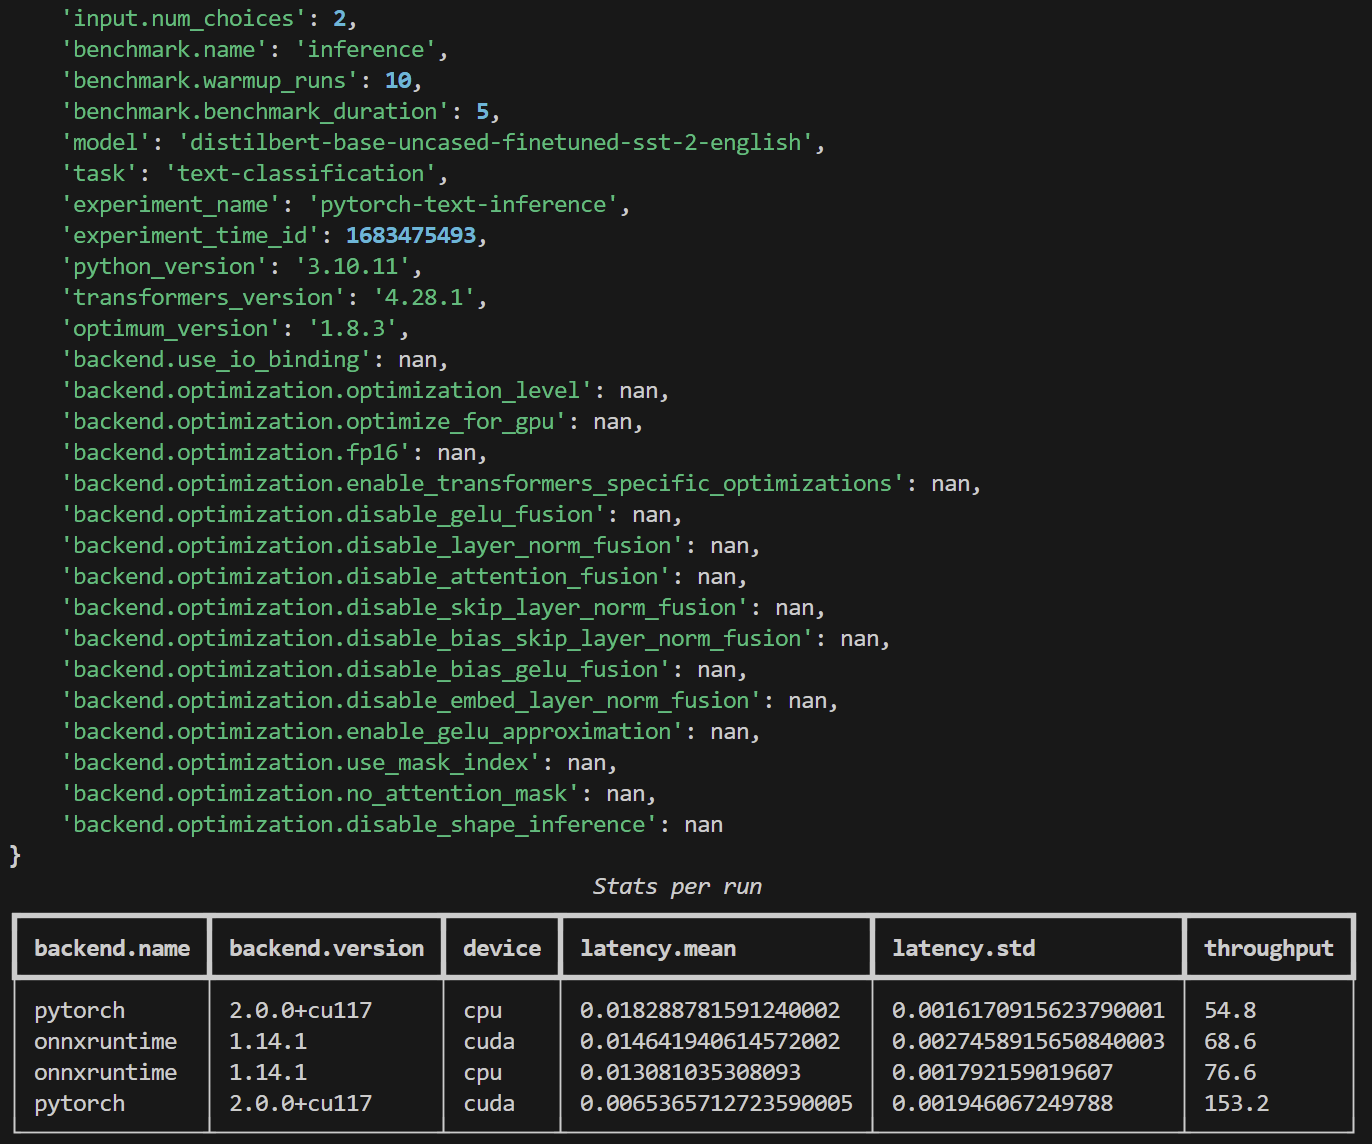 'input.num_choices': 2,
'benchmark.name': 'inference',
'benchmark.warmup_runs': 10,
'benchmark.benchmark_duration': 5,
'model': 'distilbert-base-uncased-finetuned-sst-2-english',
'task': 'text-classification',
'experiment_name': 'pytorch-text-inference',
'experiment_time_id': 1683475493,
'python_version': '3.10.11',
'transformers_version': '4.28.1',
'optimum_version': '1.8.3',
'backend.use_io_binding': nan,
'backend.optimization.optimization_level': nan,
'backend.optimization.optimize_for_gpu': nan,
'backend.optimization.fp16': nan,
'backend.optimization.enable_transformers_specific_optimizations': nan,
'backend.optimization.disable_gelu_fusion': nan,
'backend.optimization.disable_layer_norm_fusion': nan,
'backend.optimization.disable_attention_fusion': nan,
'backend.optimization.disable_skip_layer_norm_fusion': nan,
'backend.optimization.disable_bias_skip_layer_norm_fusion': nan,
'backend.optimization.disable_bias_gelu_fusion': nan,
'backend.optimization.disable_embed_layer_norm_fusion': nan,
'backend.optimization.enable_gelu_approximation': nan,
'backend.optimization.use_mask_index': nan,
'backend.optimization.no_attention_mask': nan,
'backend.optimization.disable_shape_inference': nan
}
Stats per run
backend.name backend.version device latency.mean latency.std throughput
pytorch 2.0.0+cu117 cpu 0.018288781591240002 0.0016170915623790001 54.8
onnxruntime 1.14.1 cuda 0.014641940614572002 0.0027458915650840003 68.6
onnxruntime 1.14.1 cpu 0.013081035308093 0.001792159019607 76.6
pytorch 2.0.0+cu117 cuda 0.0065365712723590005 0.001946067249788 153.2